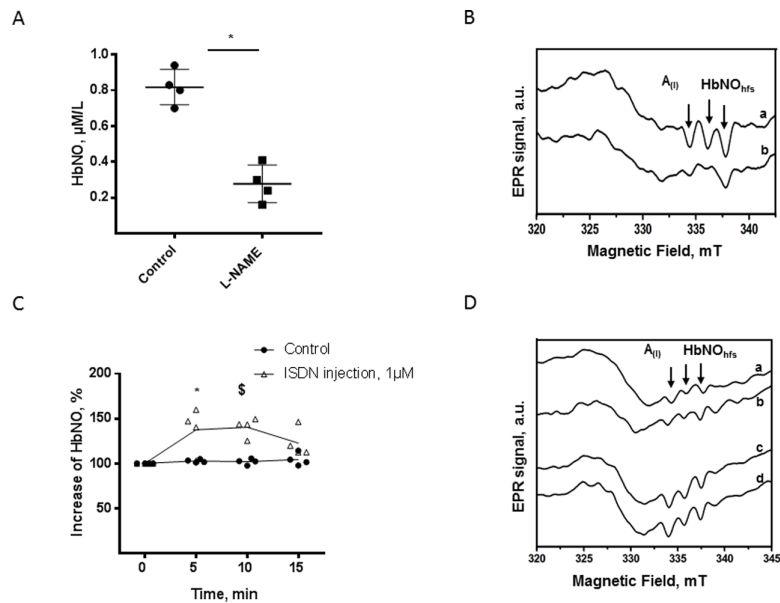 A
*
1.0
0.8
0.6
0.4
0.2
HbNO, µM/L
Control
L-NAME
B
A(I)
HbNOhfs
a
b
EPR signal, a.u.
320 325 330 335 340
Magnetic Field, mT
C
Control
ISDN injection, 1µM
200
150
100
50
* $
Increase of HbNO, %
0 5 10 15
Time, min
D
A(I)
HbNOhfs
a
b
c
d
EPR signal, a.u.
320 325 330 335 340 345
Magnetic Field, mT